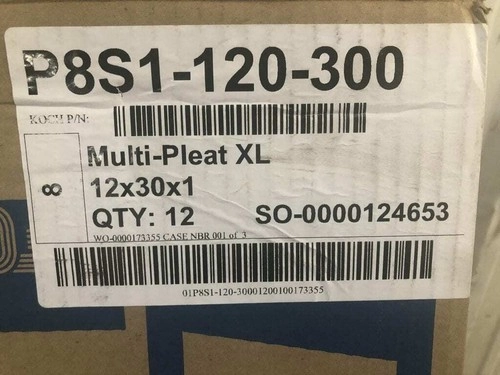 P8S1-120-300
KOCH P/N:
Multi-Pleat XL
8
12x30x1
QTY: 12 SO-0000124653
WO-0000173355 CASE NBR 001 of 3
01P8S1-120-30001200100173355